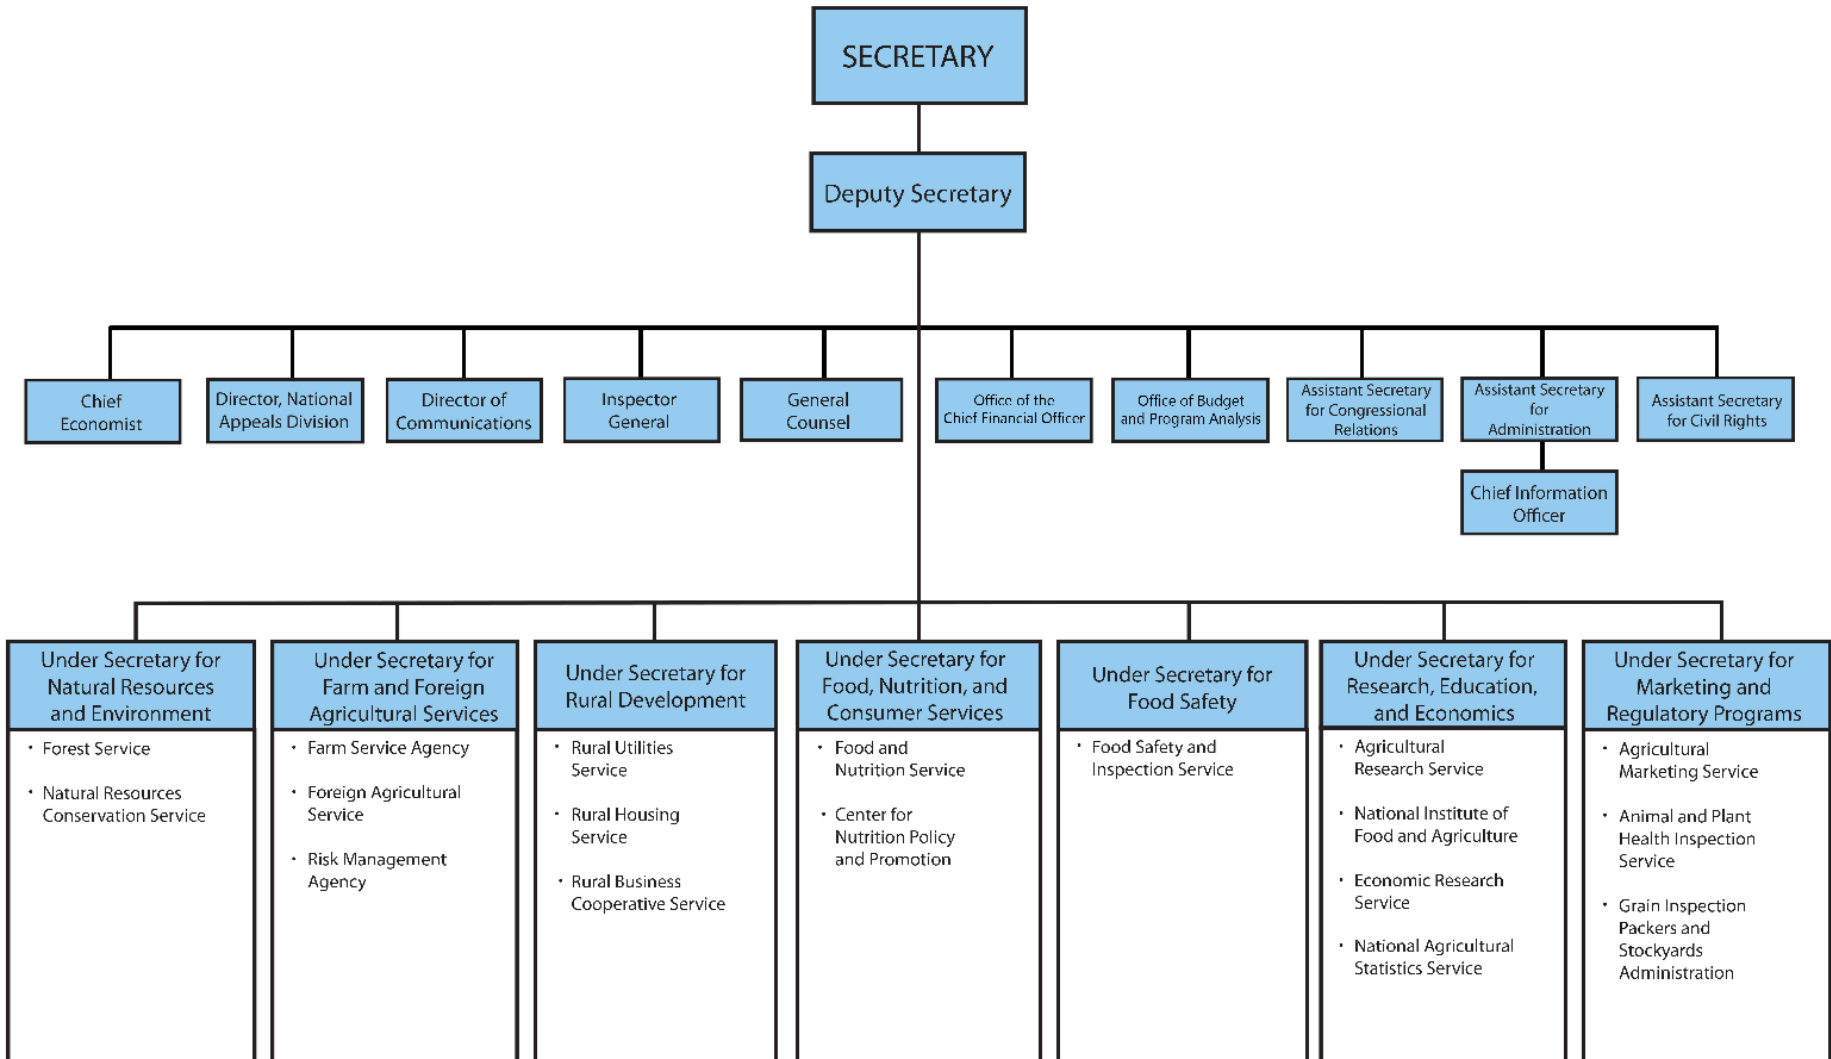 SECRETARY
Deputy Secretary
Chief
Economist
Director, National
Appeals Division
Director of
Communications
Inspector
General
General
Counsel
Office of the
Chief Financial Officer
Office of Budget
and Program Analysis
Assistant Secretary
for Congressional
Relations
Assistant Secretary
for
Administration
Assistant Secretary
for Civil Rights
Chief Information
Officer
Under Secretary for
Natural Resources
and Environment
· Forest Service
· Natural Resources
Conservation Service
Under Secretary for
Farm and Foreign
Agricultural Services
· Farm Service Agency
· Foreign Agricultural
Service
· Risk Management
Agency
Under Secretary for
Rural Development
· Rural Utilities
Service
· Rural Housing
Service
· Rural Business
Cooperative Service
Under Secretary for
Food, Nutrition, and
Consumer Services
· Food and
Nutrition Service
· Center for
Nutrition Policy
and Promotion
Under Secretary for
Food Safety
· Food Safety and
Inspection Service
Under Secretary for
Research, Education,
and Economics
· Agricultural
Research Service
· National Institute of
Food and Agriculture
· Economic Research
Service
· National Agricultural
Statistics Service
Under Secretary for
Marketing and
Regulatory Programs
· Agricultural
Marketing Service
· Animal and Plant
Health Inspection
Service
· Grain Inspection
Packers and
Stockyards
Administration